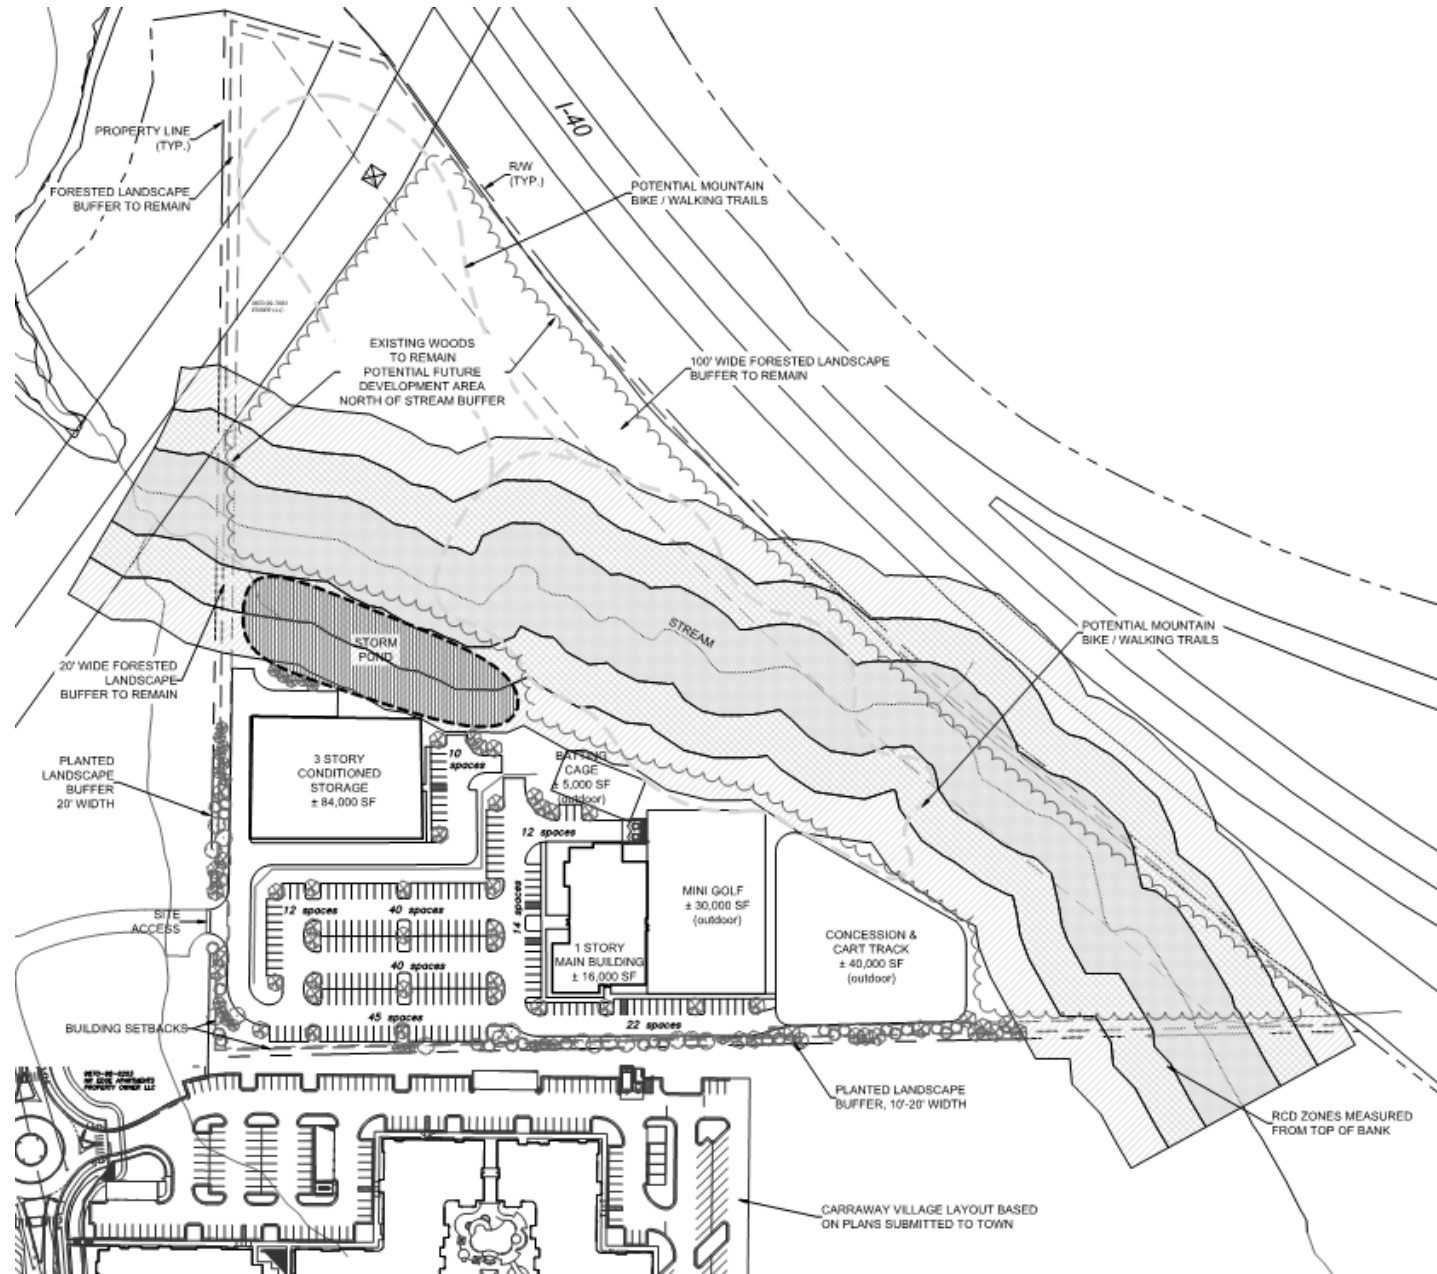 I-40
PROPERTY LINE
(TYP.)
R/W
(TYP.)
FORESTED LANDSCAPE
BUFFER TO REMAIN
POTENTIAL MOUNTAIN
BIKE / WALKING TRAILS
EXISTING WOODS
TO REMAIN
POTENTIAL FUTURE
DEVELOPMENT AREA
NORTH OF STREAM BUFFER
100' WIDE FORESTED LANDSCAPE
BUFFER TO REMAIN
STREAM
POTENTIAL MOUNTAIN
BIKE / WALKING TRAILS
STORM
POND
20' WIDE FORESTED
LANDSCAPE
BUFFER TO REMAIN
PLANTED
LANDSCAPE
BUFFER
20' WIDTH
3 STORY
CONDITIONED
STORAGE
± 84,000 SF
10
spaces
BATTING
CAGE
± 5,000 SF
(outdoor)
12 spaces
MINI GOLF
± 30,000 SF
(outdoor)
12 spaces
40 spaces
14 spaces
SITE
ACCESS
CONCESSION &
CART TRACK
± 40,000 SF
(outdoor)
1 STORY
MAIN BUILDING
± 16,000 SF
40 spaces
45 spaces
22 spaces
BUILDING SETBACKS
PLANTED LANDSCAPE
BUFFER, 10'-20' WIDTH
RCD ZONES MEASURED
FROM TOP OF BANK
PROPERTY OWNER LLC
CARRAWAY VILLAGE LAYOUT BASED
ON PLANS SUBMITTED TO TOWN